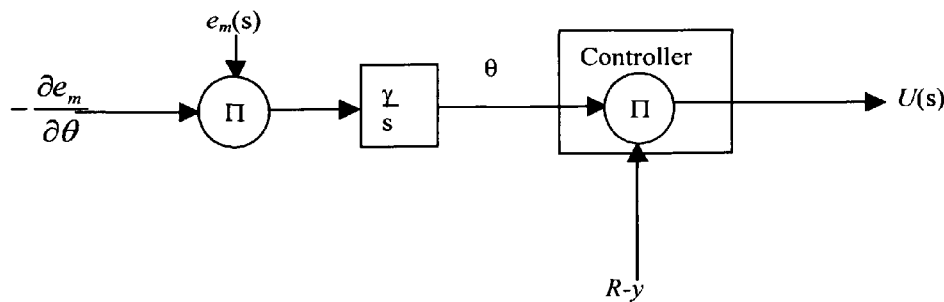 e_m(s)
Controller
θ
-∂e_m/∂θ
Π
γ/s
Π
U(s)
R-y